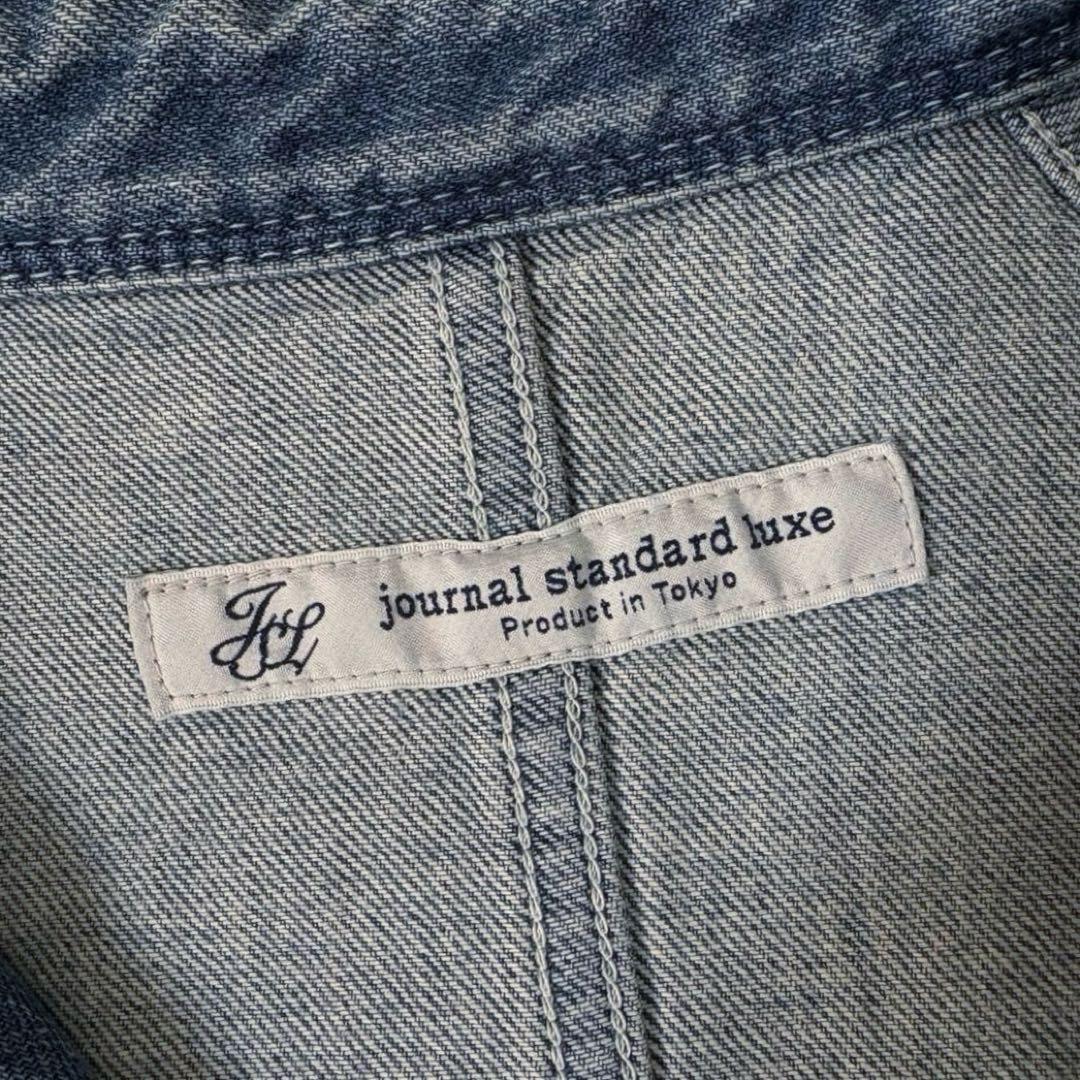 JSL
journal standard luxe
Product in Tokyo